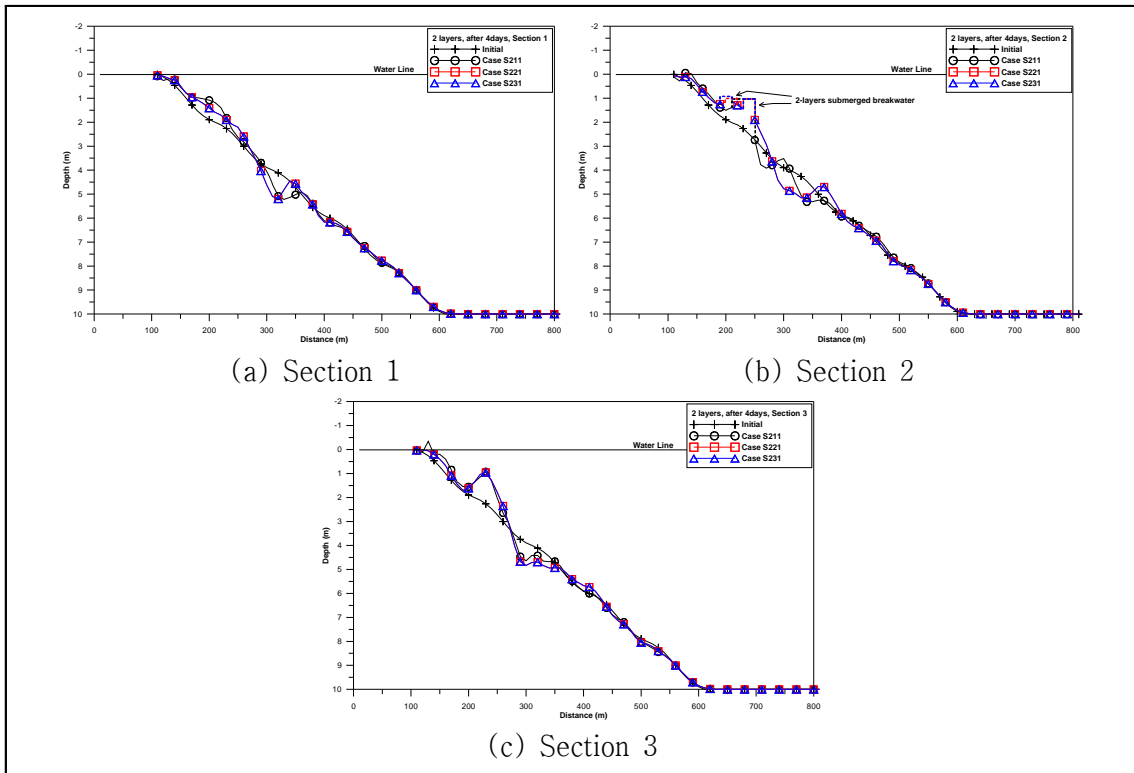 2 layers, after 4days, Section 1
Initial
Case S211
Case S221
Case S231
Water Line
Depth (m)
-2
-1
0
1
2
3
4
5
6
7
8
9
10
0
100
200
300
400
500
600
700
800
Distance (m)
(a) Section 1
2 layers, after 4days, Section 2
Initial
Case S211
Case S221
Case S231
Water Line
2-layers submerged breakwater
Depth (m)
-2
-1
0
1
2
3
4
5
6
7
8
9
10
0
100
200
300
400
500
600
700
800
Distance (m)
(b) Section 2
2 layers, after 4days, Section 3
Initial
Case S211
Case S221
Case S231
Water Line
Depth (m)
-2
-1
0
1
2
3
4
5
6
7
8
9
10
0
100
200
300
400
500
600
700
800
Distance (m)
(c) Section 3